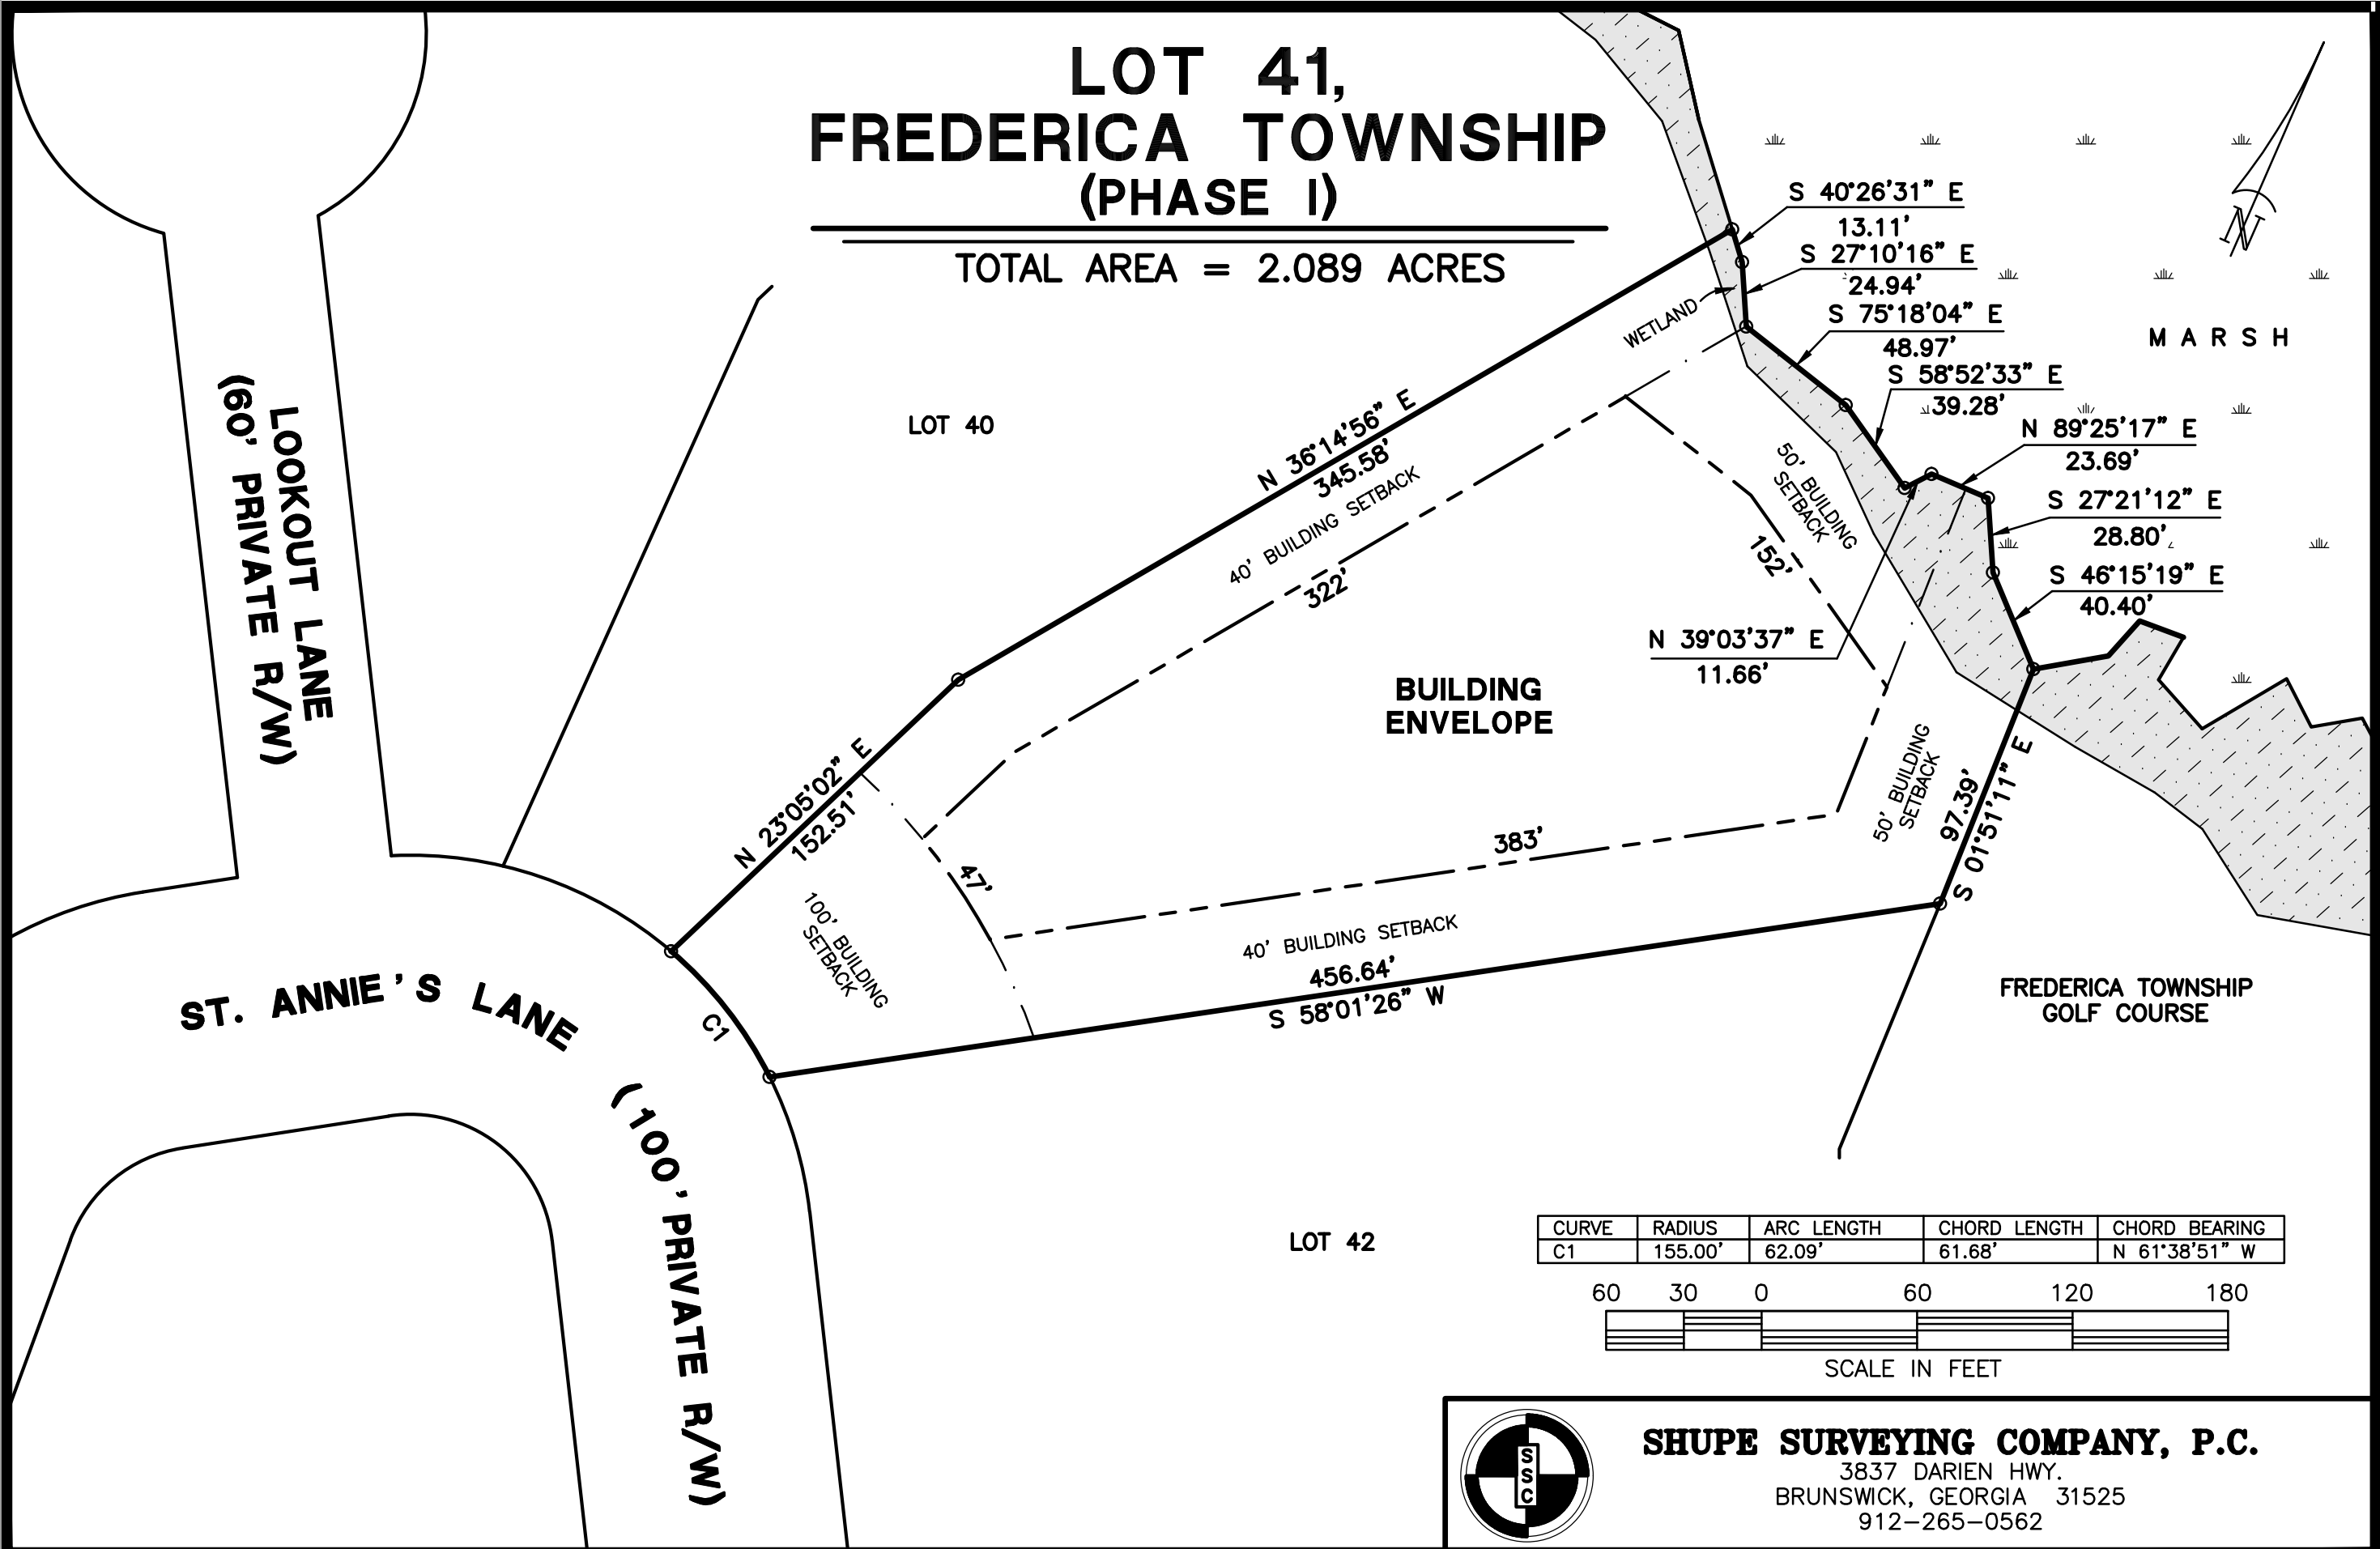 LOT 41,
FREDERICA TOWNSHIP
(PHASE I)
TOTAL AREA = 2.089 ACRES
LOOKOUT LANE
(60' PRIVATE R/W)
LOT 40
N 36°14'56" E
345.58'
40' BUILDING SETBACK
322'
WETLAND
S 40°26'31" E
13.11'
S 27°10'16" E
24.94'
S 75°18'04" E
48.97'
S 58°52'33" E
39.28'
N 89°25'17" E
23.69'
S 27°21'12" E
28.80'
S 46°15'19" E
40.40'
MARSH
N
50' BUILDING
SETBACK
152'
N 39°03'37" E
11.66'
BUILDING
ENVELOPE
50' BUILDING
SETBACK
97.39'
S 01°51'11" E
N 23°05'02" E
152.51'
47'
100' BUILDING
SETBACK
383'
40' BUILDING SETBACK
456.64'
S 58°01'26" W
C1
ST. ANNIE'S LANE (100' PRIVATE R/W)
FREDERICA TOWNSHIP
GOLF COURSE
LOT 42
CURVE RADIUS ARC LENGTH CHORD LENGTH CHORD BEARING
C1 155.00' 62.09' 61.68' N 61°38'51" W
60 30 0 60 120 180
SCALE IN FEET
SSC
SHUPE SURVEYING COMPANY, P.C.
3837 DARIEN HWY.
BRUNSWICK, GEORGIA 31525
912-265-0562